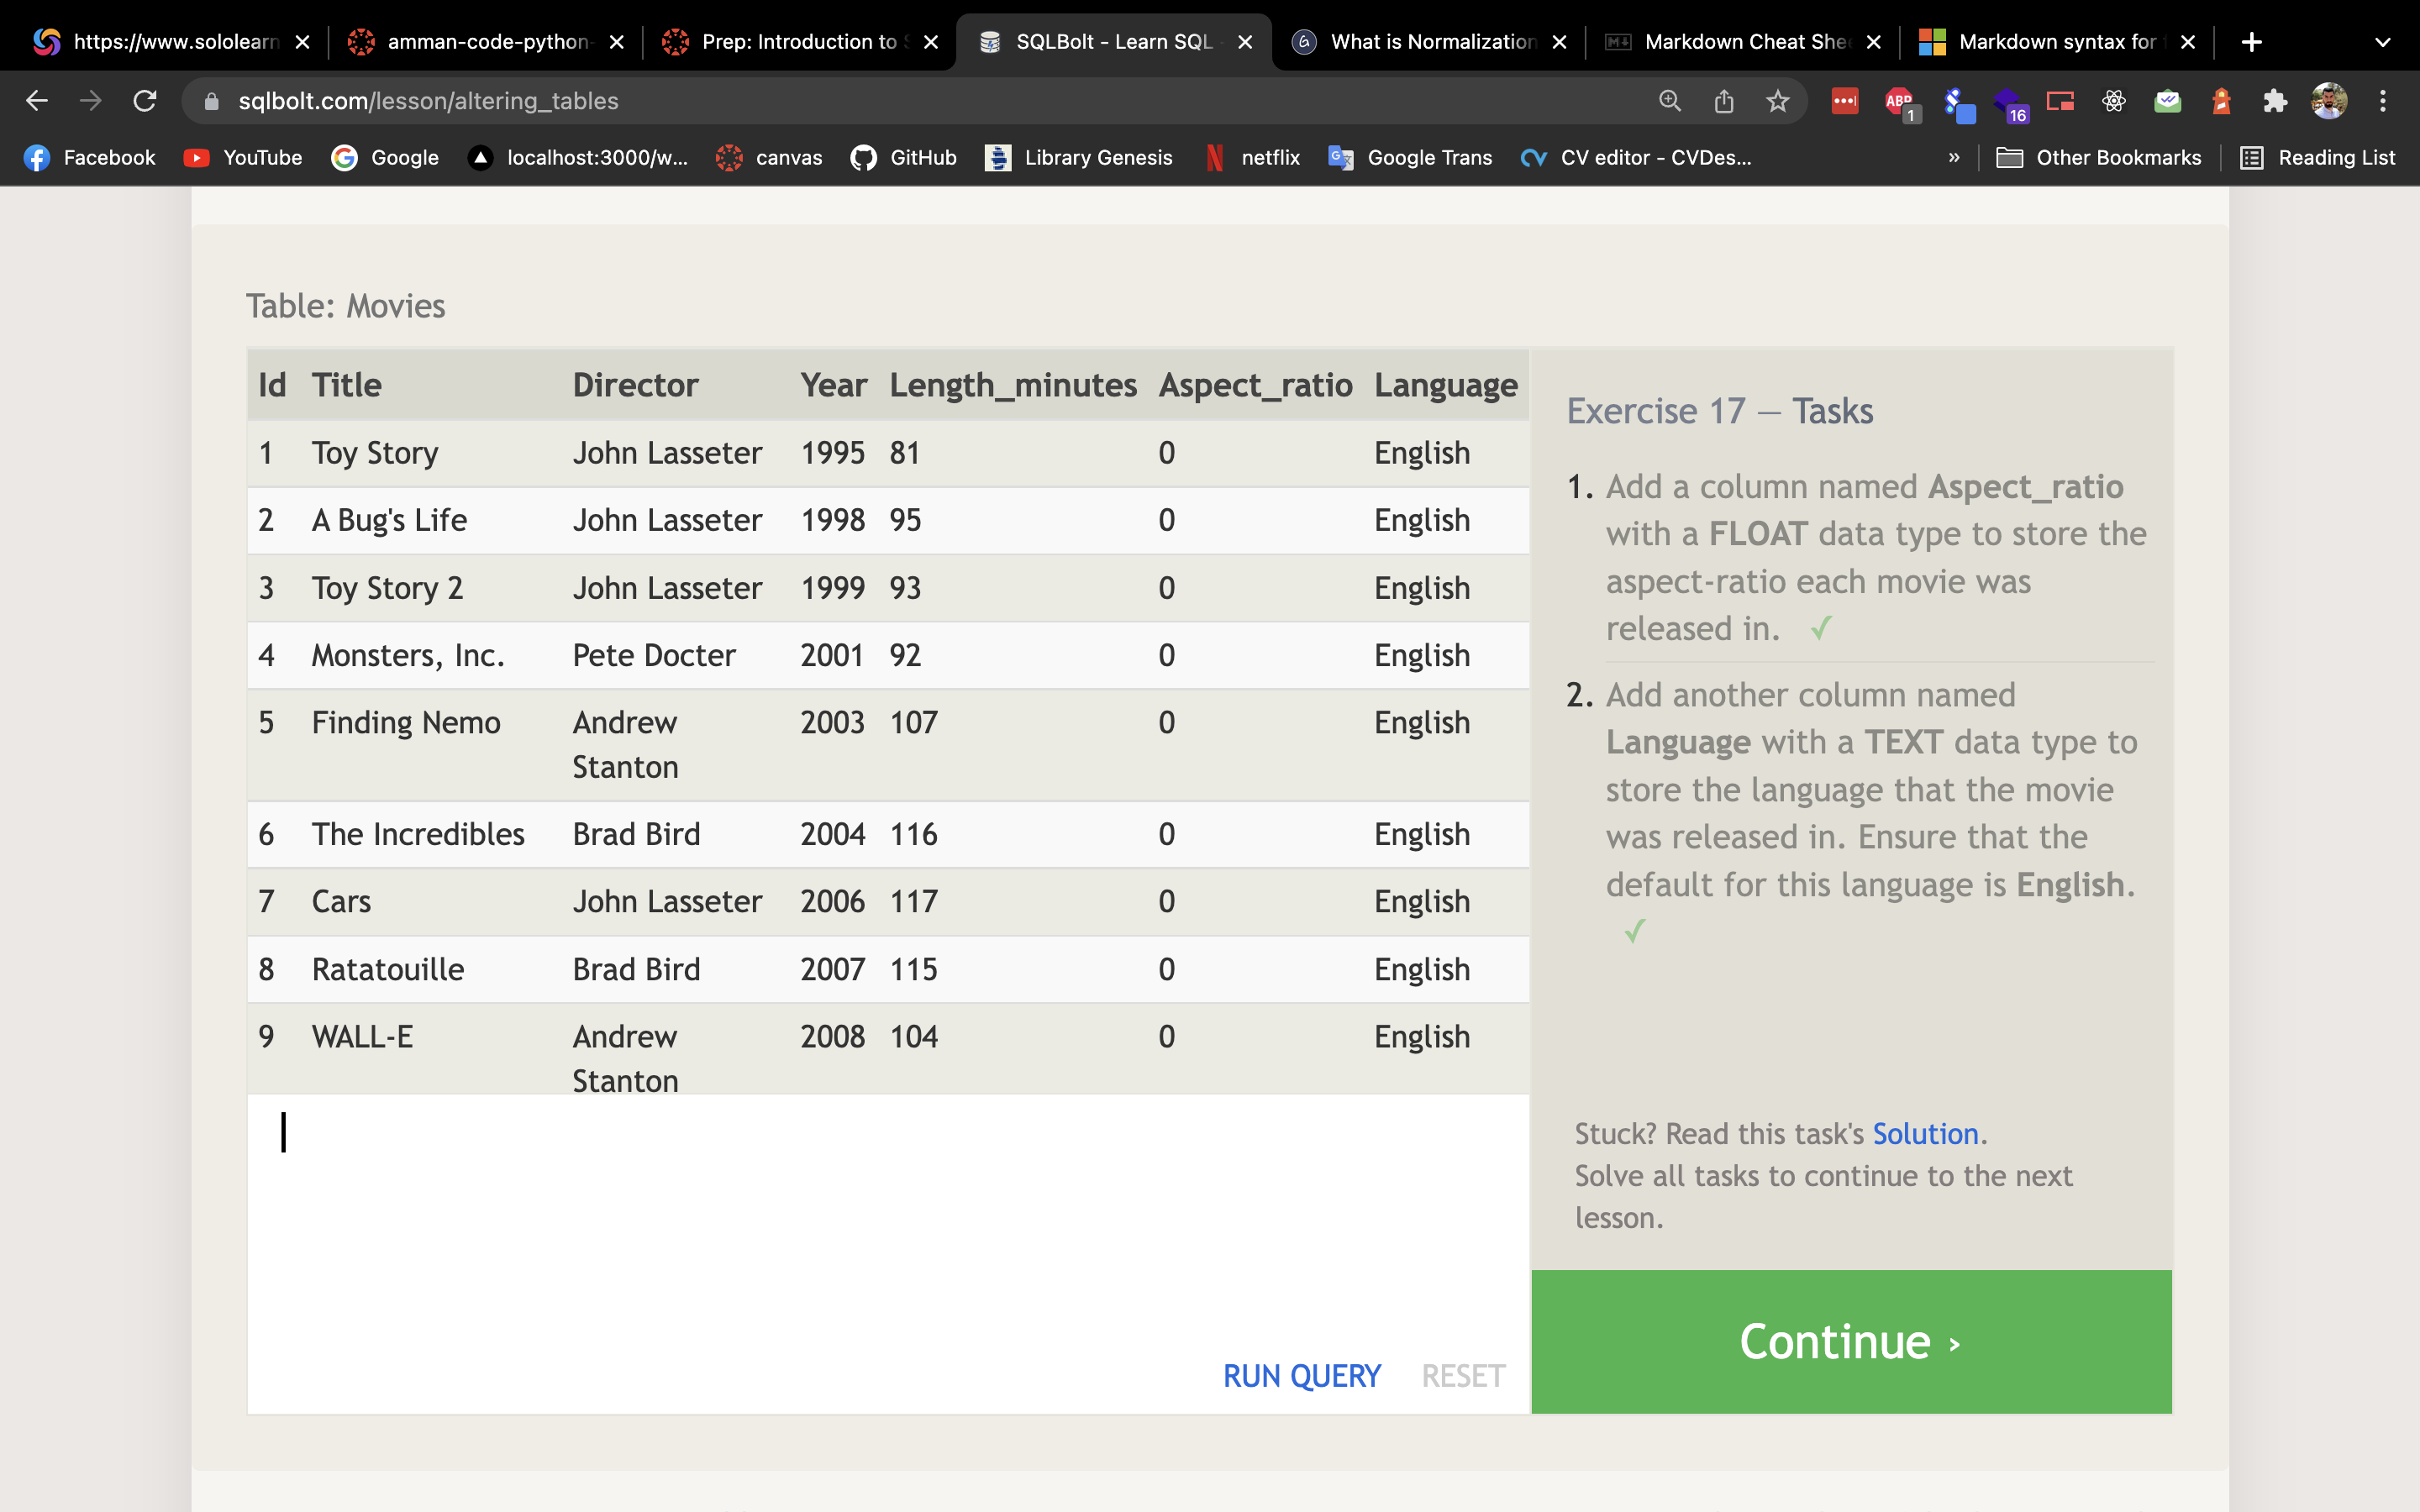 https://www.sololearn
amman-code-python-
Prep: Introduction to S
SQLBolt - Learn SQL -
What is Normalization
Markdown Cheat She
Markdown syntax for f
sqlbolt.com/lesson/altering_tables
ABP
1
16
Facebook
YouTube
Google
localhost:3000/w...
canvas
GitHub
Library Genesis
netflix
Google Trans
CV editor - CVDes...
»
Other Bookmarks
Reading List
Table: Movies
Id Title Director Year Length_minutes Aspect_ratio Language
1 Toy Story John Lasseter 1995 81 0 English
2 A Bug's Life John Lasseter 1998 95 0 English
3 Toy Story 2 John Lasseter 1999 93 0 English
4 Monsters, Inc. Pete Docter 2001 92 0 English
5 Finding Nemo Andrew 2003 107 0 English
Stanton
6 The Incredibles Brad Bird 2004 116 0 English
7 Cars John Lasseter 2006 117 0 English
8 Ratatouille Brad Bird 2007 115 0 English
9 WALL-E Andrew 2008 104 0 English
Stanton
RUN QUERY RESET
Exercise 17 — Tasks
1. Add a column named Aspect_ratio
with a FLOAT data type to store the
aspect-ratio each movie was
released in. ✓
2. Add another column named
Language with a TEXT data type to
store the language that the movie
was released in. Ensure that the
default for this language is English.
✓
Stuck? Read this task's Solution.
Solve all tasks to continue to the next
lesson.
Continue ›